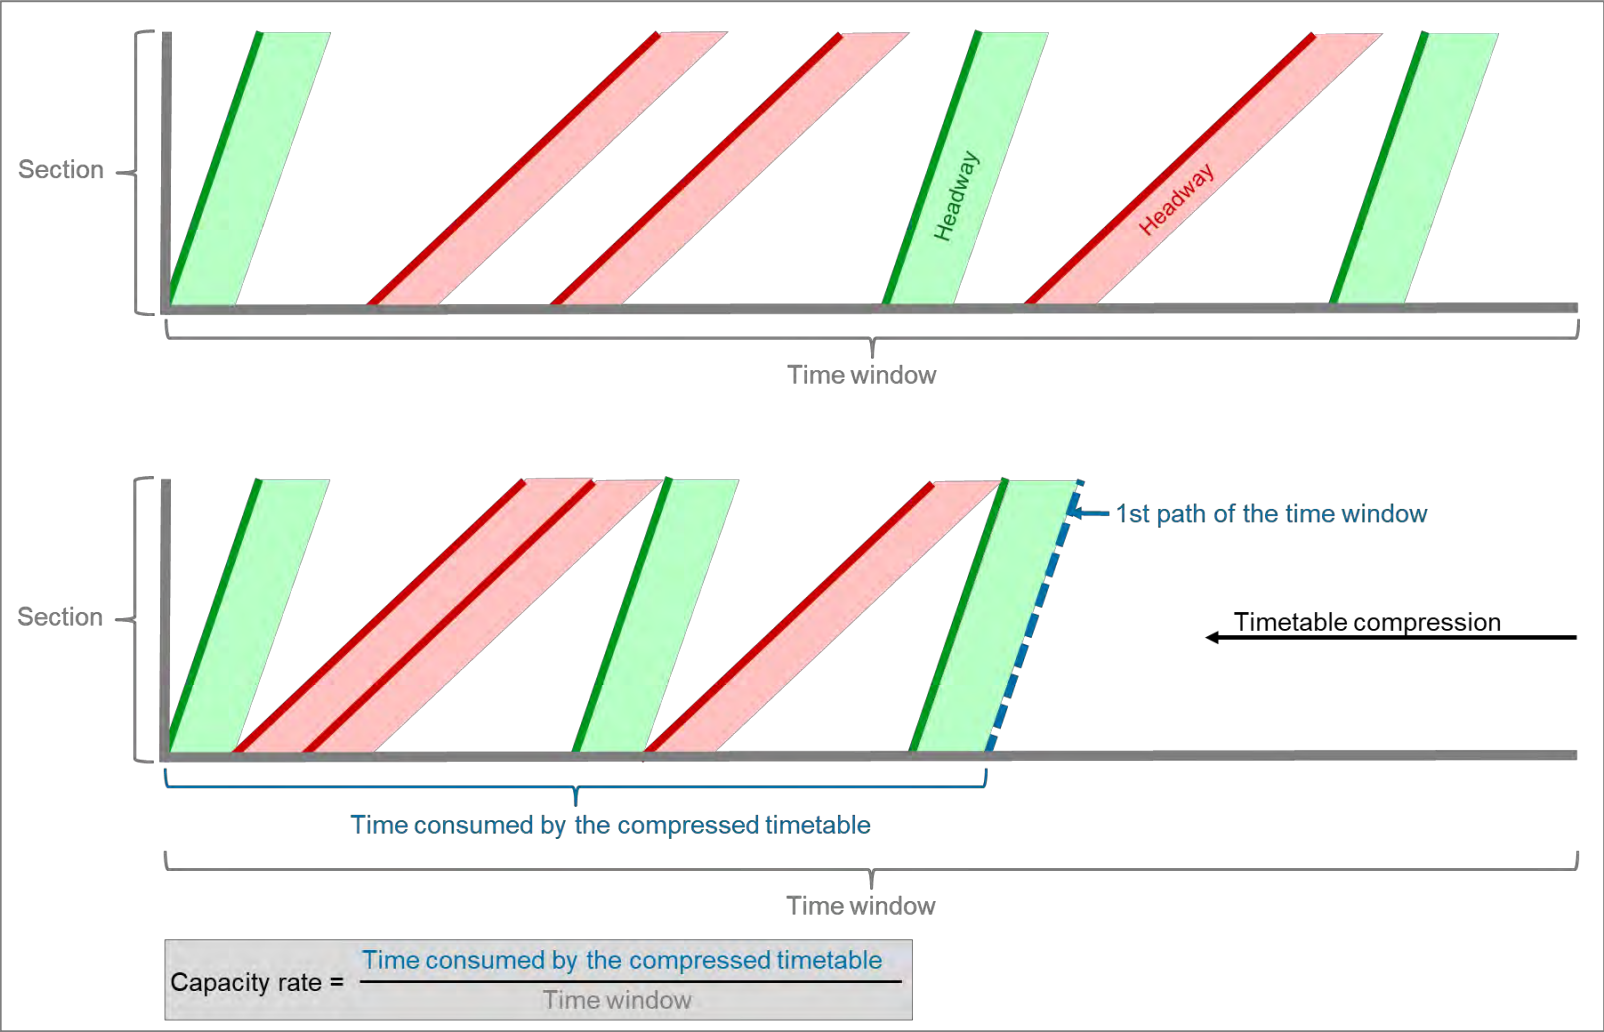 Section
Headway
Headway
Time window
1st path of the time window
Section
Timetable compression
Time consumed by the compressed timetable
Time window
Capacity rate =
Time consumed by the compressed timetable
Time window